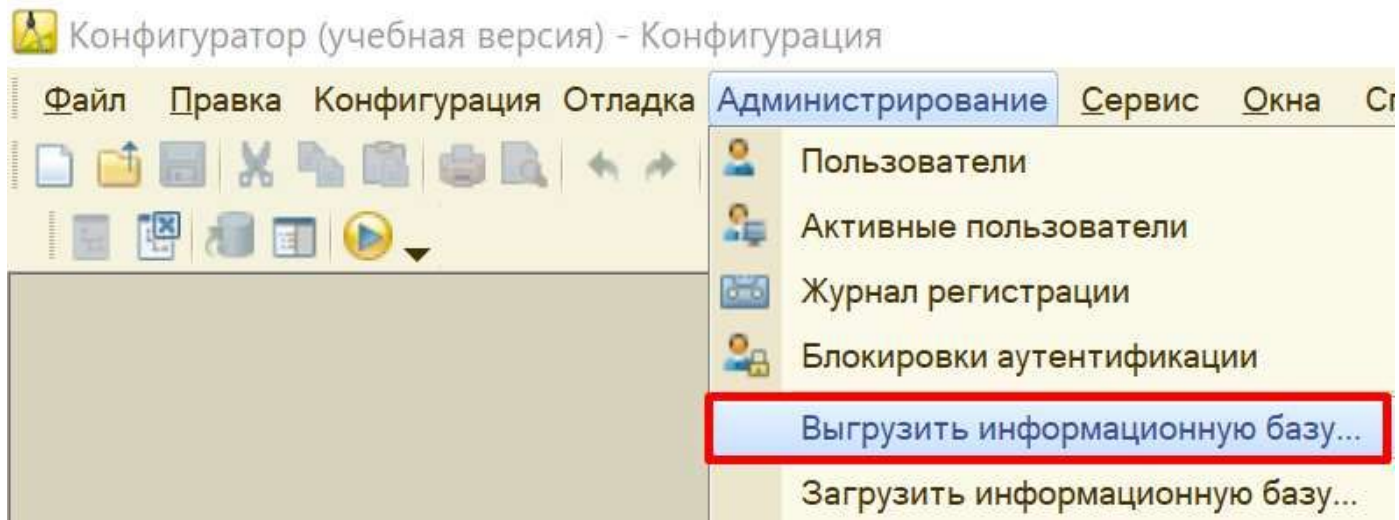 Конфигуратор (учебная версия) - Конфигурация
Файл Правка Конфигурация Отладка Администрирование Сервис Окна
Пользователи
Активные пользователи
Журнал регистрации
Блокировки аутентификации
Выгрузить информационную базу...
Загрузить информационную базу...